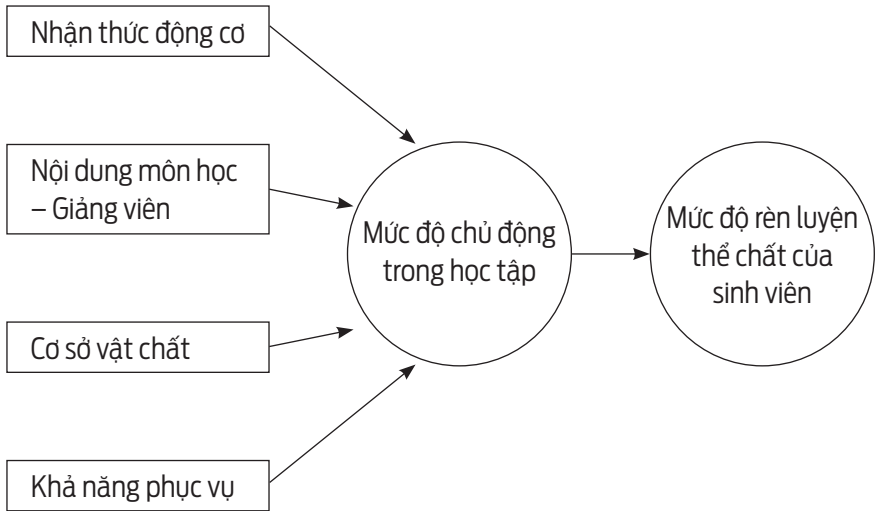 Nhận thức động cơ
Nội dung môn học
– Giảng viên
Cơ sở vật chất
Khả năng phục vụ
Mức độ chủ động
trong học tập
Mức độ rèn luyện
thể chất của
sinh viên